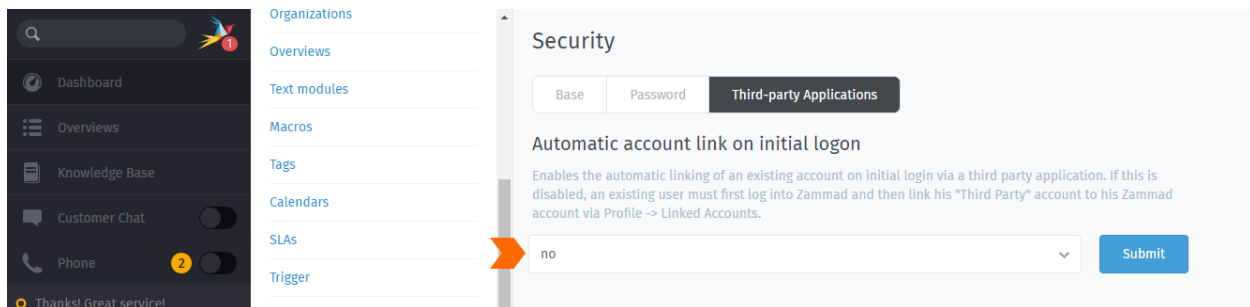 1
Dashboard
Overviews
Knowledge Base
Customer Chat
Phone
2
Thanks! Great service!
Organizations
Overviews
Text modules
Macros
Tags
Calendars
SLAs
Trigger
Security
Base
Password
Third-party Applications
Automatic account link on initial logon
Enables the automatic linking of an existing account on initial login via a third party application. If this is
disabled, an existing user must first log into Zammad and then link his "Third Party" account to his Zammad
account via Profile -> Linked Accounts.
no
Submit